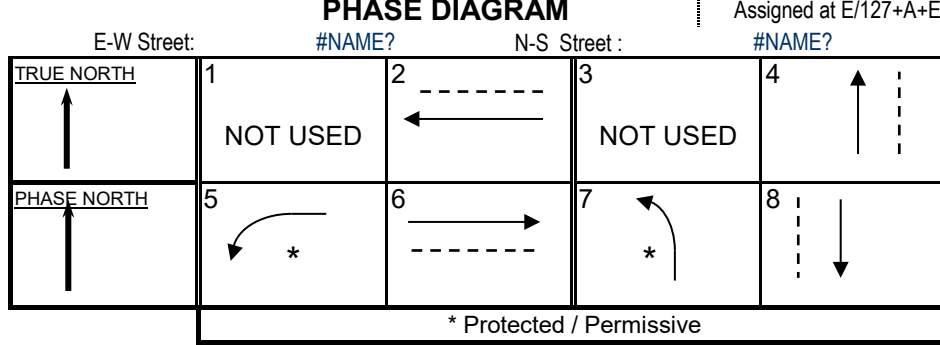 PHASE DIAGRAM
Assigned at E/127+A+E
E-W Street: #NAME? N-S Street : #NAME?
TRUE NORTH 1 2 3 4
NOT USED NOT USED
PHASE NORTH 5 6 7 8
* *
* Protected / Permissive